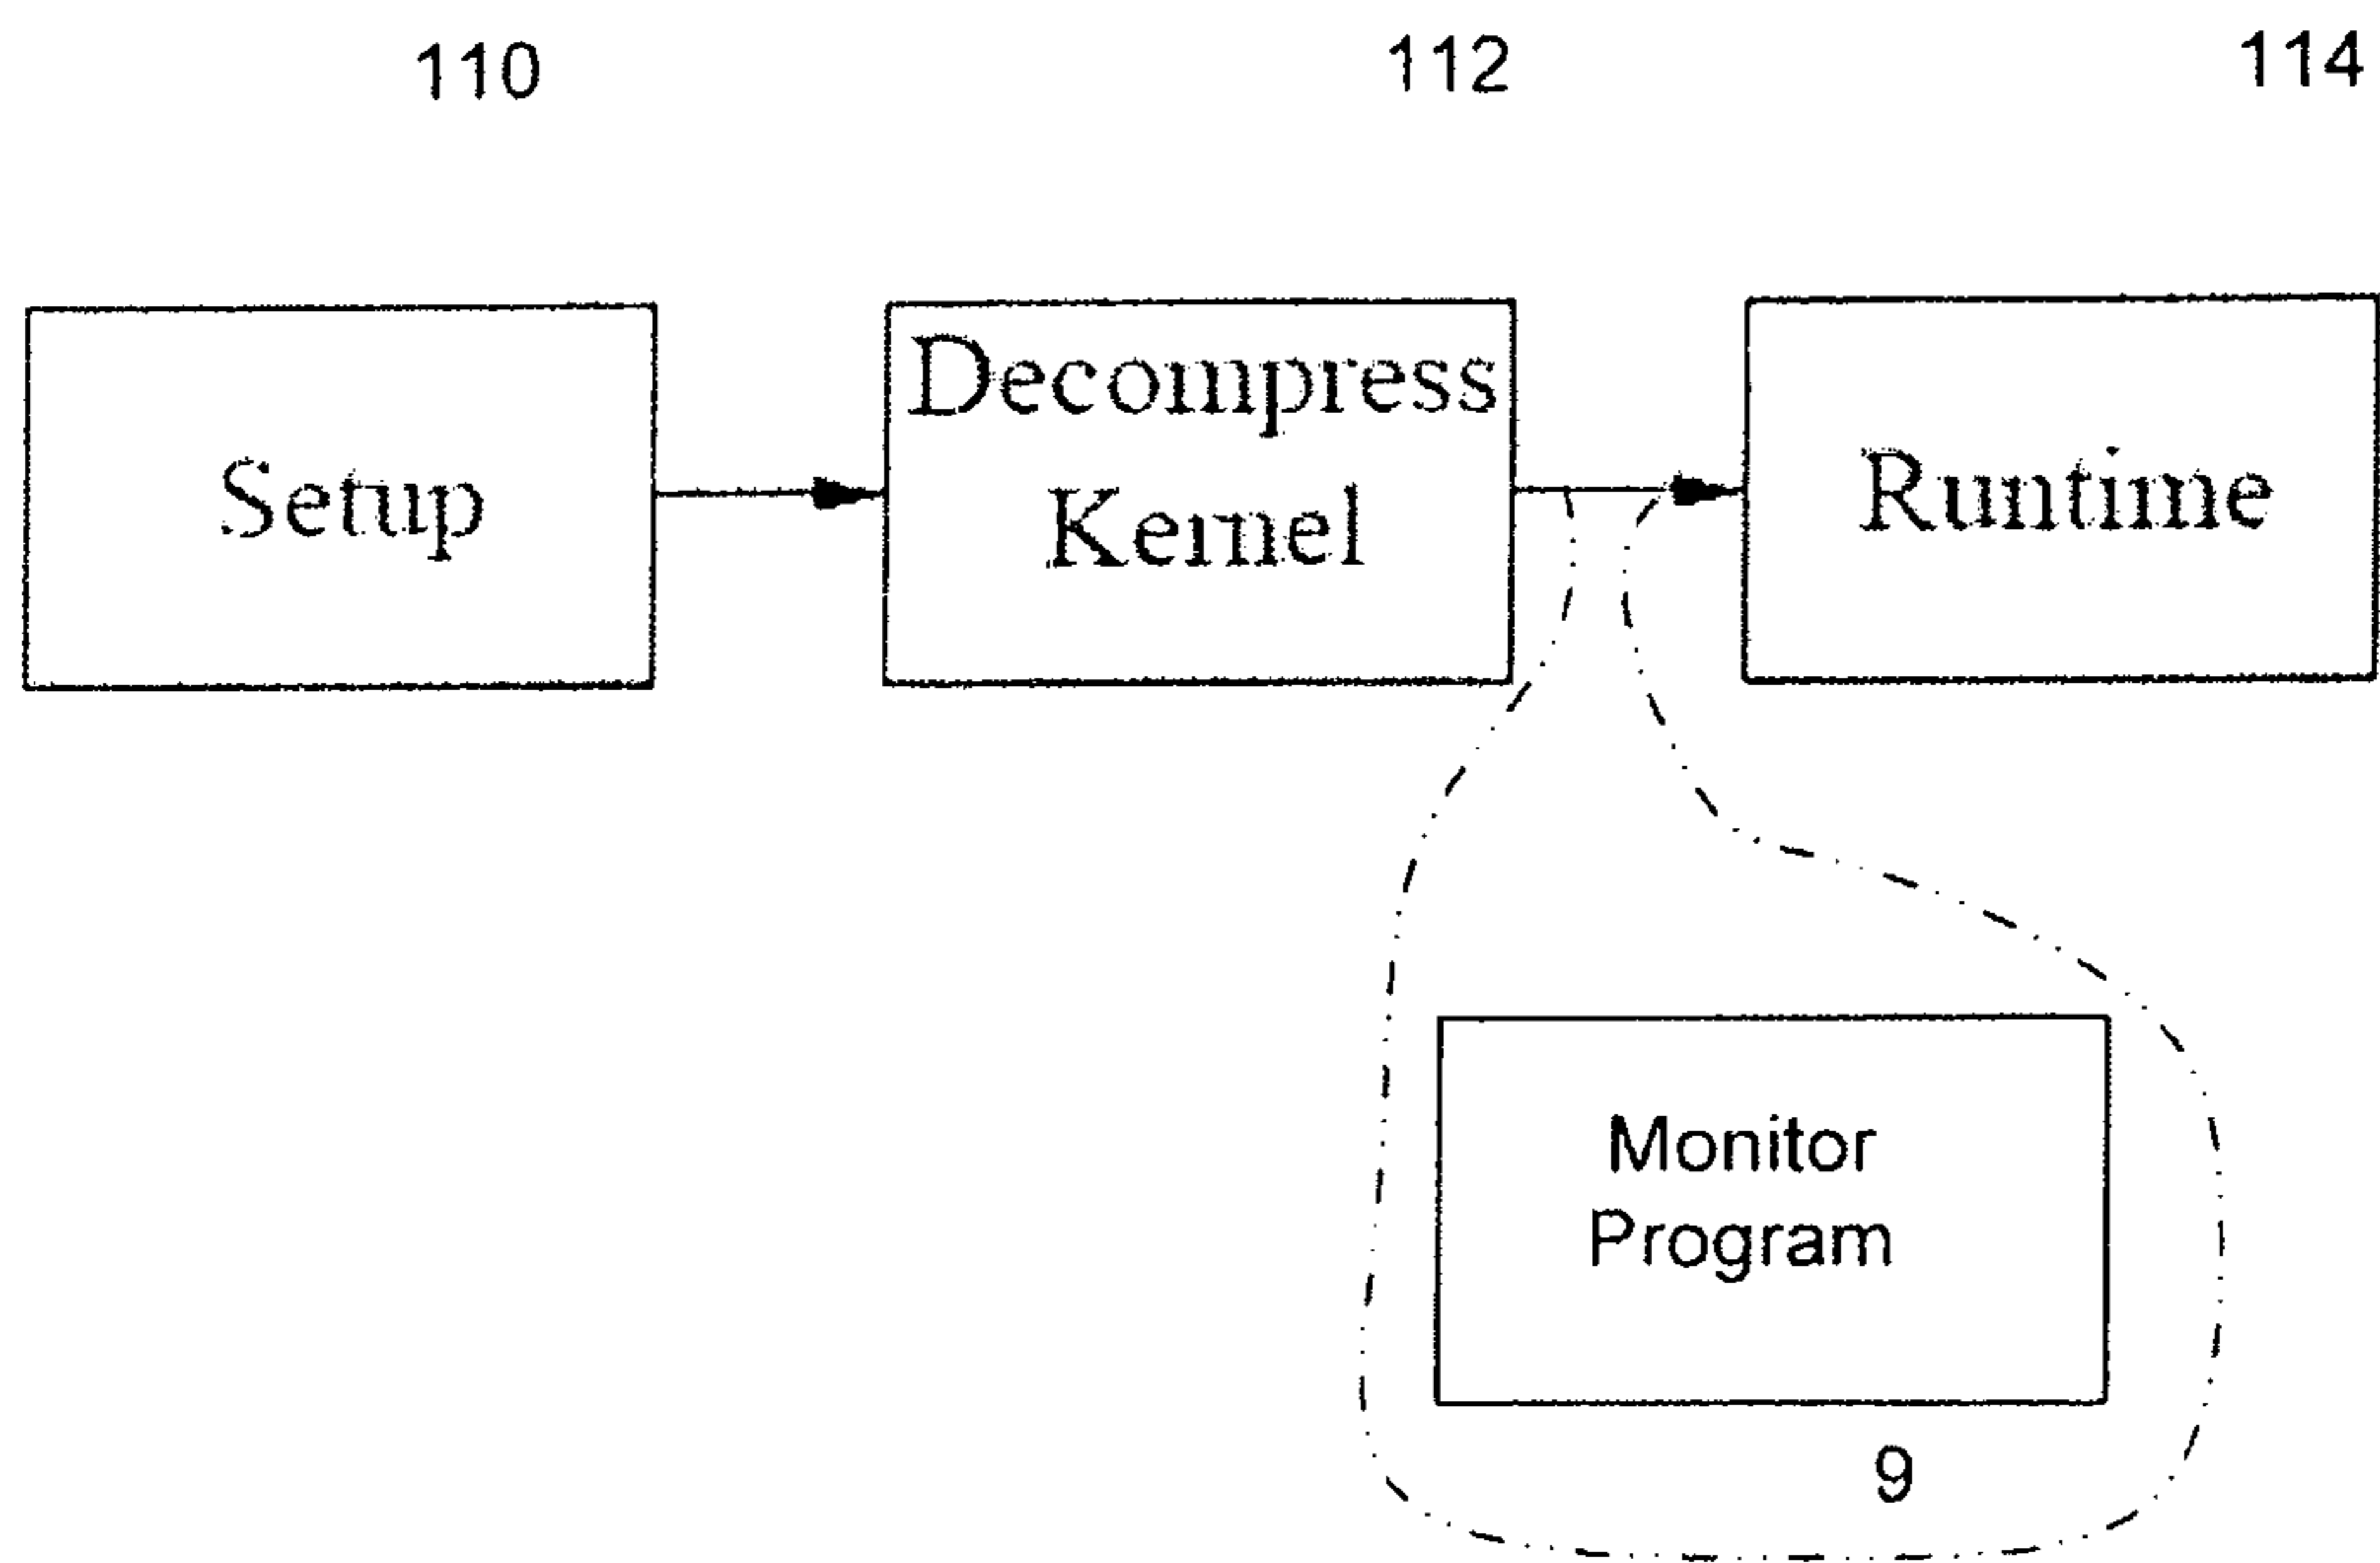 110
112
114
Setup
Decompress
Kernel
Runtime
Monitor
Program
9